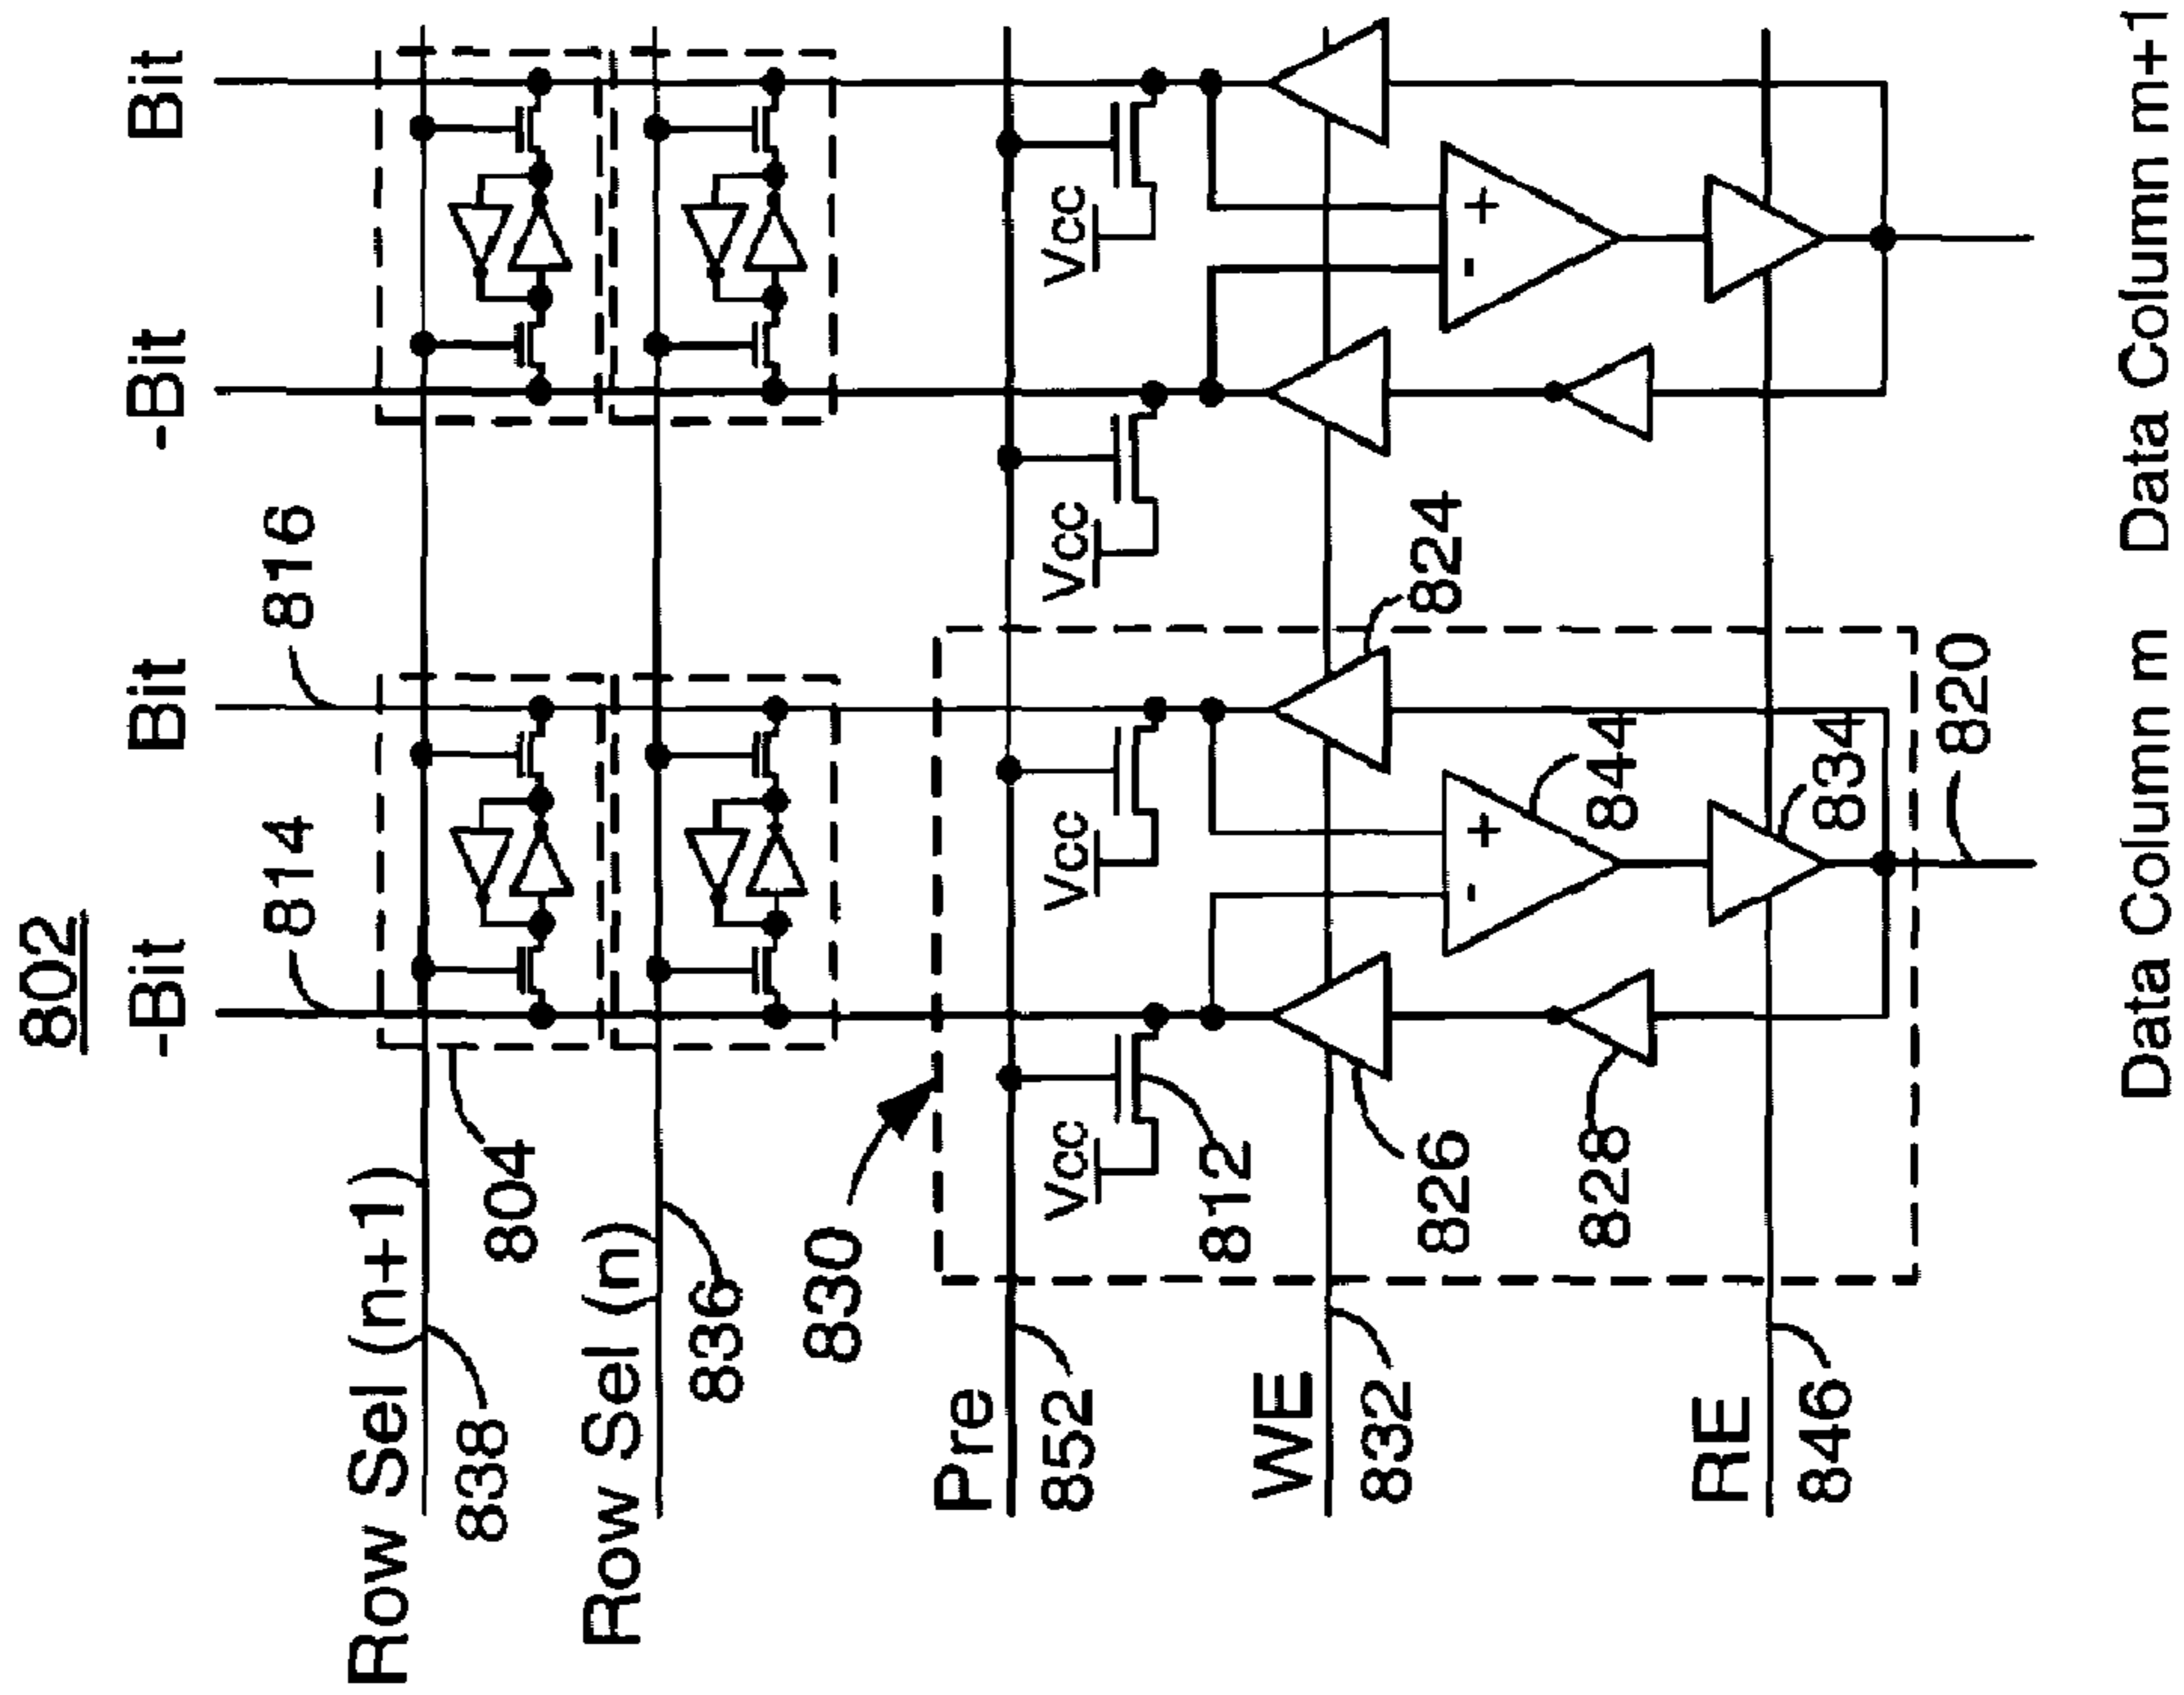 802
-Bit
Bit
-Bit
Bit
814
816
Row Sel (n+1)
838
804
Row Sel (n)
836
830
Pre
852
Vcc
Vcc
Vcc
Vcc
812
WE
832
826
824
828
- +
- +
844
RE
846
834
820
Data Column m
Data Column m+1